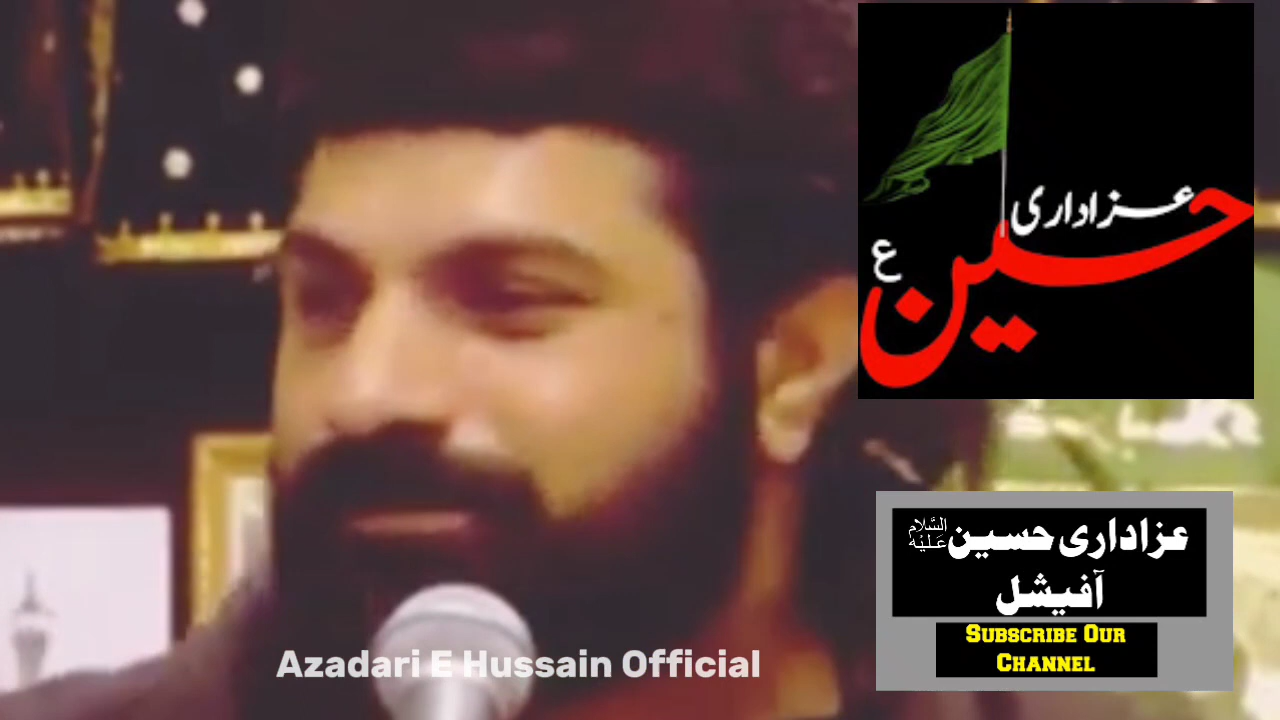 عزاداری
حسین ع
عزاداری حسین علیہ السلام
آفیشل
SUBSCRIBE OUR
CHANNEL
Azadari E Hussain Official